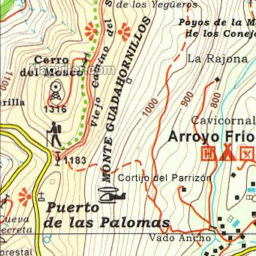 de los Yegüeros
Poyos de la M
de los Conej
La Rajona
Cerro
del Mosco
1316
Viejo Camino del S
MONTE GUADAHORNILLOS
1000
900
800
800
Cavicornal
Arroyo Frío
rilla
1183
Cortijo del Parrizón
Puerto
de las Palomas
Cueva
Secreta
Vado Ancho
orestal